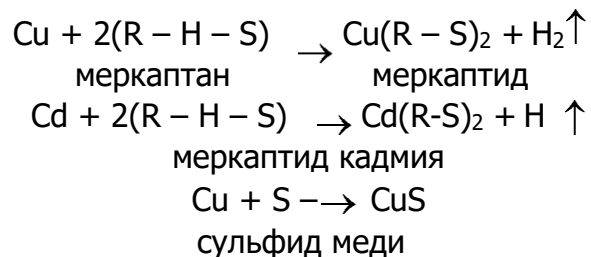 Cu + 2(R – H – S) → Cu(R – S)₂ + H₂↑
меркаптан меркаптид
Cd + 2(R – H – S) → Cd(R-S)₂ + H ↑
меркаптид кадмия
Cu + S –→ CuS
сульфид меди